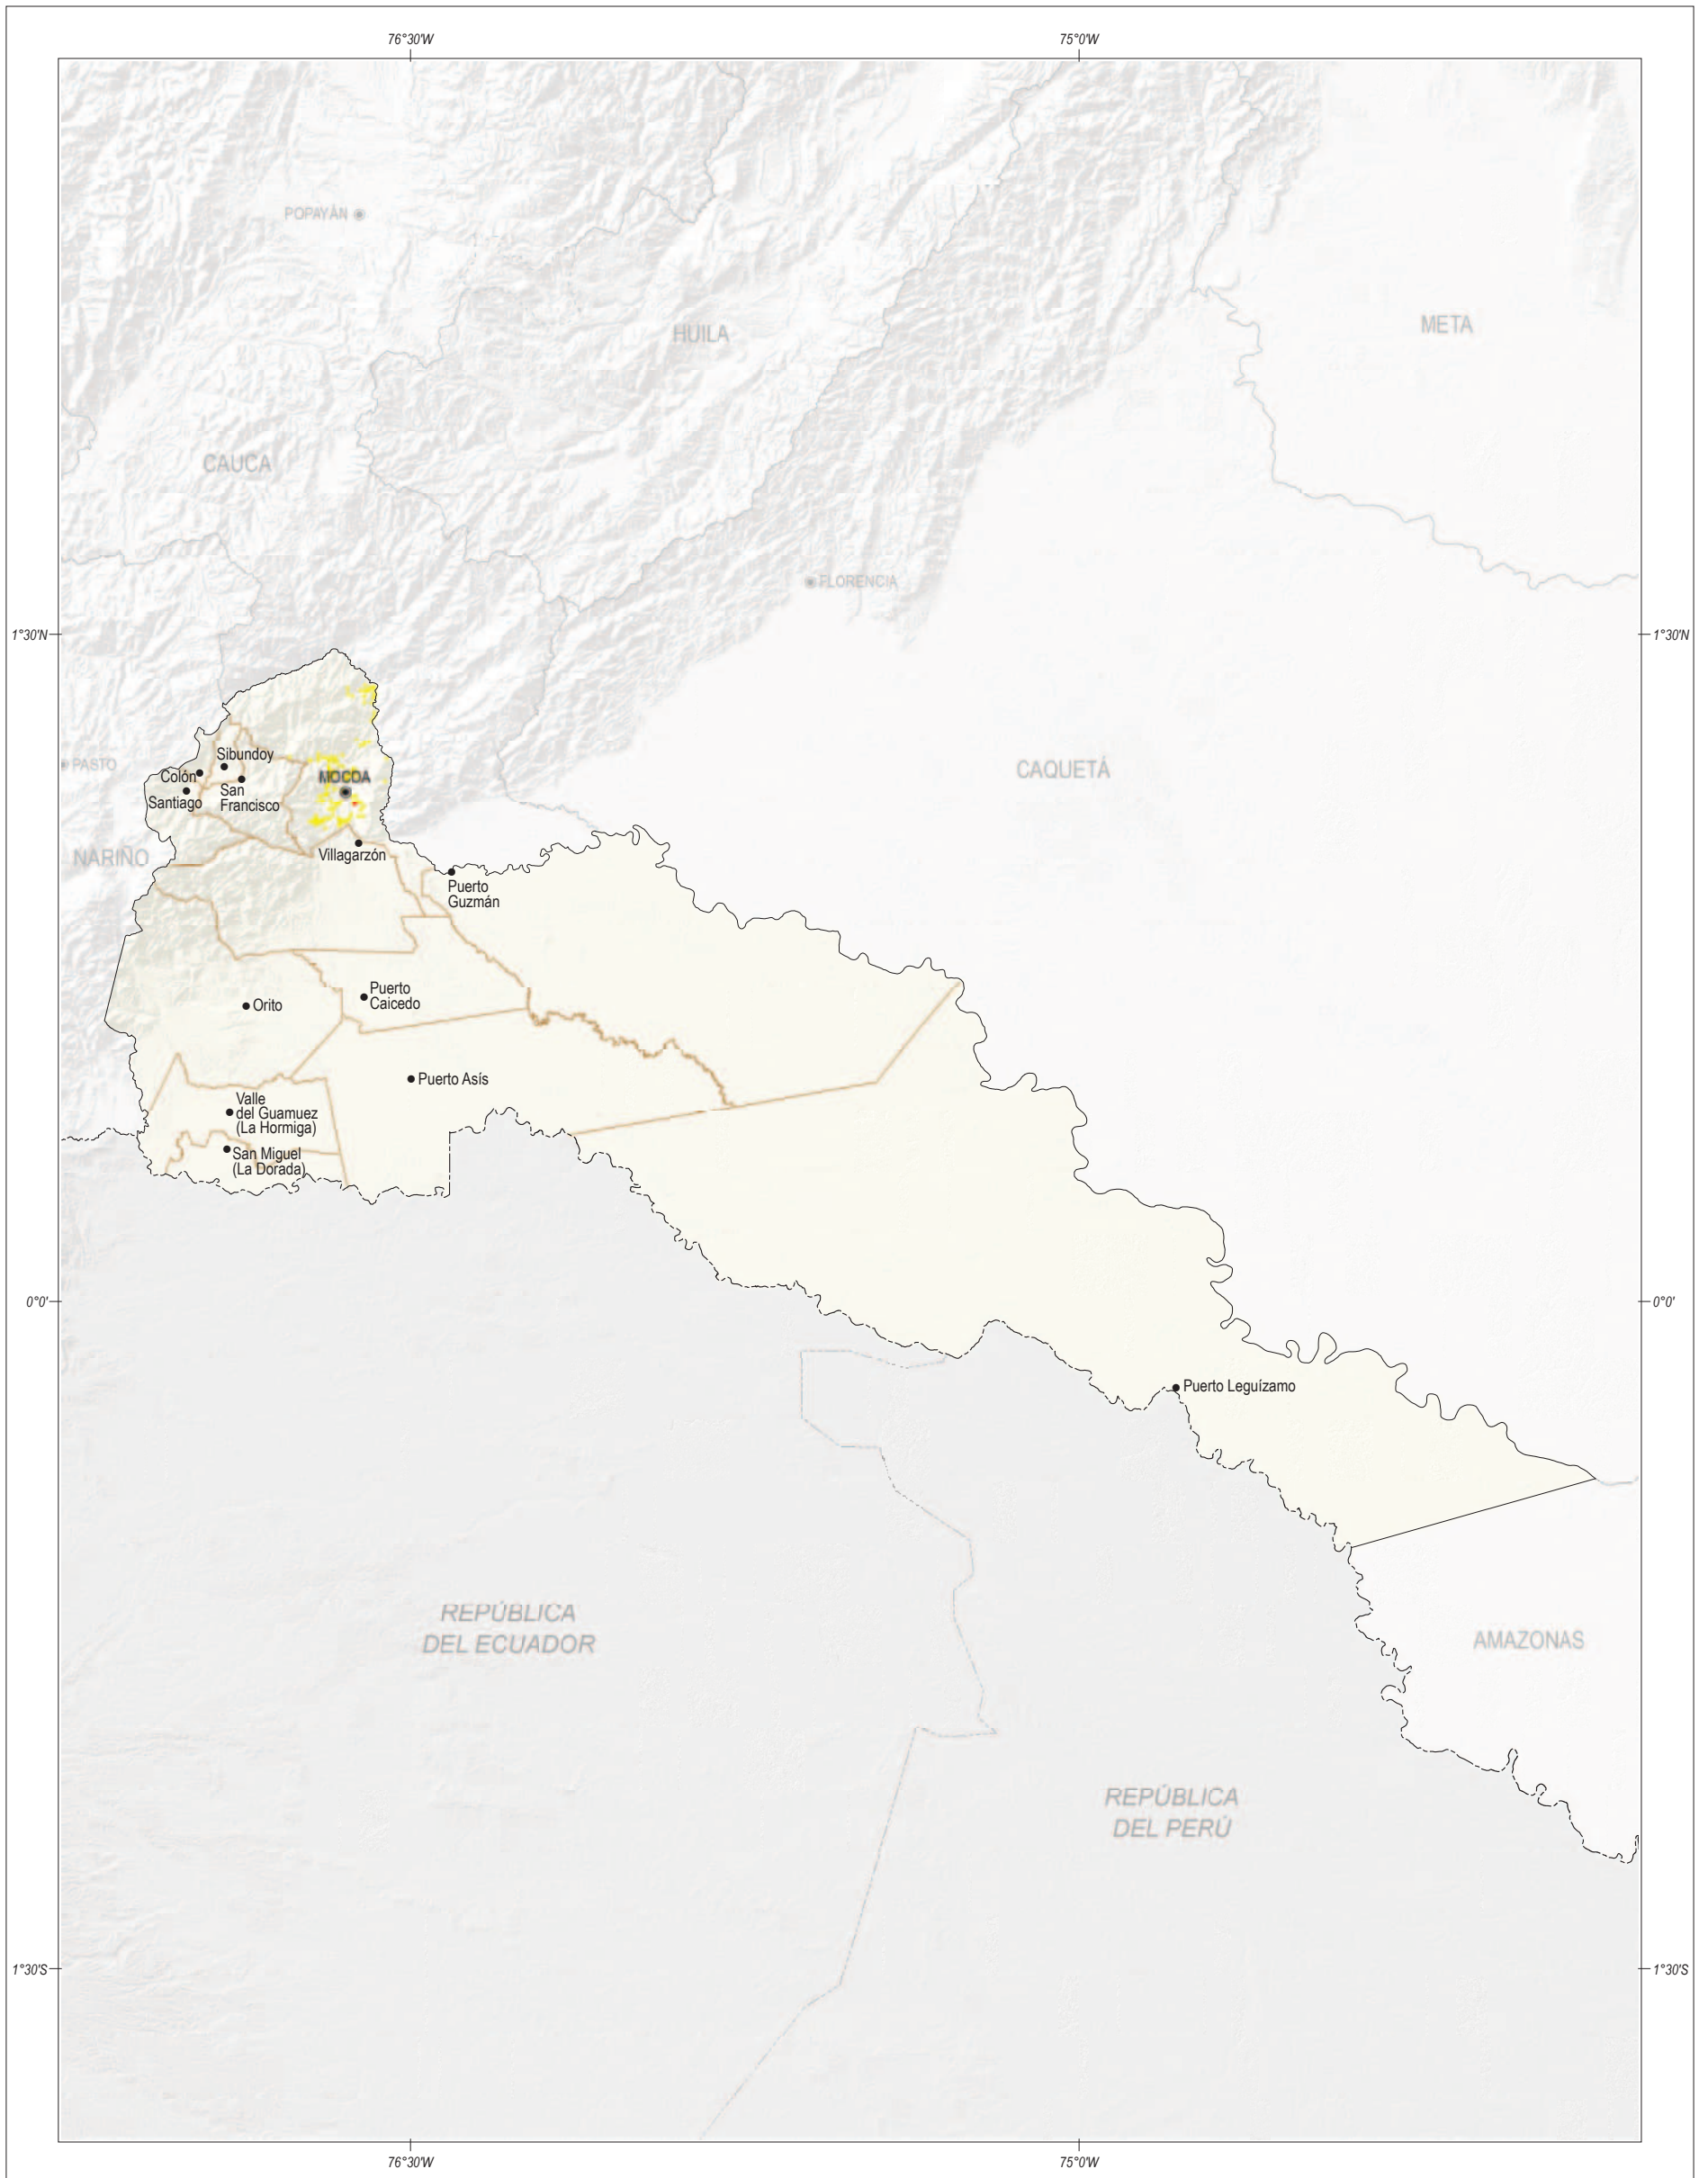 76°30'W
75°0'W
POPAYÁN
HUILA
META
CAUCA
FLORENCIA
1°30'N
1°30'N
Sibundoy
PASTO
Colón
MOCOA
CAQUETÁ
San
Francisco
Santiago
NARIÑO
Villagarzón
Puerto
Guzmán
Puerto
Caicedo
Orito
Puerto Asís
Valle
del Guamuez
(La Hormiga)
San Miguel
(La Dorada)
0°0'
0°0'
Puerto Leguízamo
REPÚBLICA
DEL ECUADOR
AMAZONAS
REPÚBLICA
DEL PERÚ
1°30'S
1°30'S
76°30'W
75°0'W